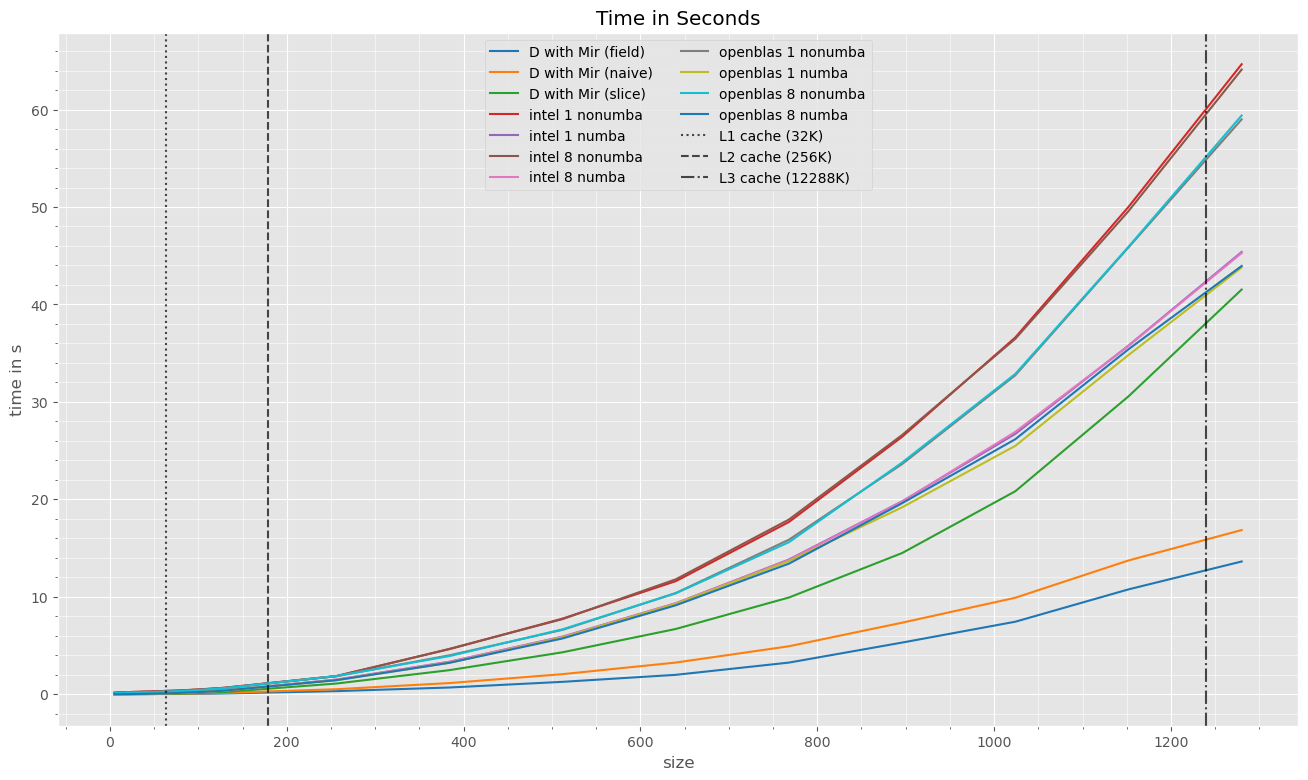 Time in Seconds
D with Mir (field)
D with Mir (naive)
D with Mir (slice)
intel 1 nonumba
intel 1 numba
intel 8 nonumba
intel 8 numba
openblas 1 nonumba
openblas 1 numba
openblas 8 nonumba
openblas 8 numba
L1 cache (32K)
L2 cache (256K)
L3 cache (12288K)
time in s
60
50
40
30
20
10
0
0 200 400 600 800 1000 1200
size